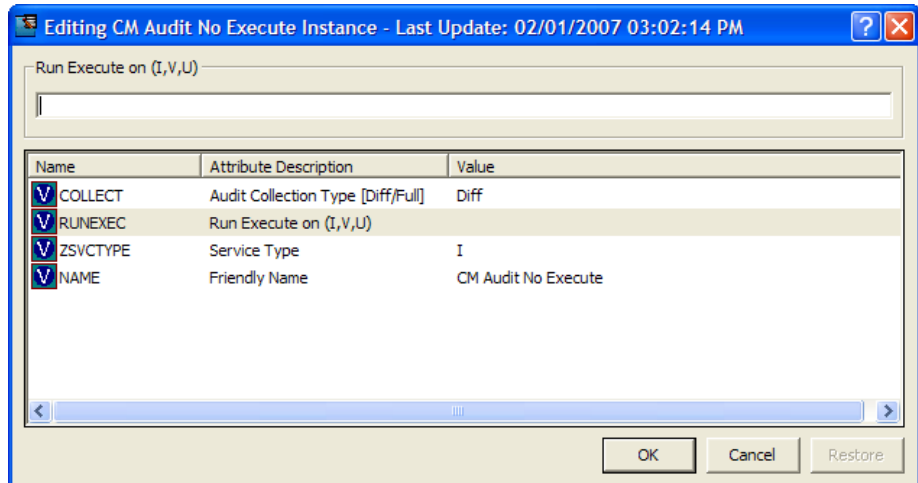 Editing CM Audit No Execute Instance - Last Update: 02/01/2007 03:02:14 PM
Run Execute on (I,V,U)
Name Attribute Description Value
V COLLECT Audit Collection Type [Diff/Full] Diff
V RUNEXEC Run Execute on (I,V,U)
V ZSVCTYPE Service Type I
V NAME Friendly Name CM Audit No Execute
OK Cancel Restore